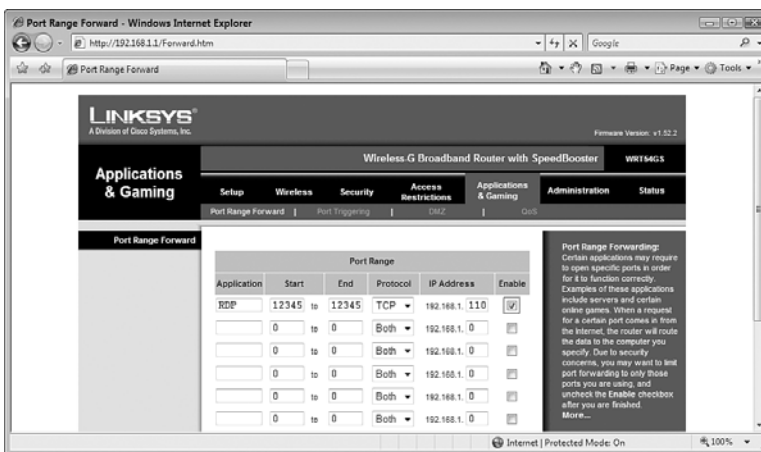 Port Range Forward - Windows Internet Explorer
http://192.168.1.1/Forward.htm
Google
Port Range Forward
Page
Tools
LINKSYS®
A Division of Cisco Systems, Inc.
Firmware Version: v1.52.2
Wireless-G Broadband Router with SpeedBooster WRT54GS
Applications & Gaming
Setup Wireless Security Access Restrictions Applications & Gaming Administration Status
Port Range Forward | Port Triggering | DMZ | QoS
Port Range Forward
Port Range
Application Start End Protocol IP Address Enable
RDP 12345 to 12345 TCP 192.168.1. 110
0 to 0 Both 192.168.1. 0
0 to 0 Both 192.168.1. 0
0 to 0 Both 192.168.1. 0
0 to 0 Both 192.168.1. 0
0 to 0 Both 192.168.1. 0
Port Range Forwarding:
Certain applications may require
to open specific ports in order
for it to function correctly.
Examples of these applications
include servers and certain
online games. When a request
for a certain port comes in from
the Internet, the router will route
the data to the computer you
specify. Due to security
concerns, you may want to limit
port forwarding to only those
ports you are using, and
uncheck the Enable checkbox
after you are finished.
More...
Internet | Protected Mode: On
100%